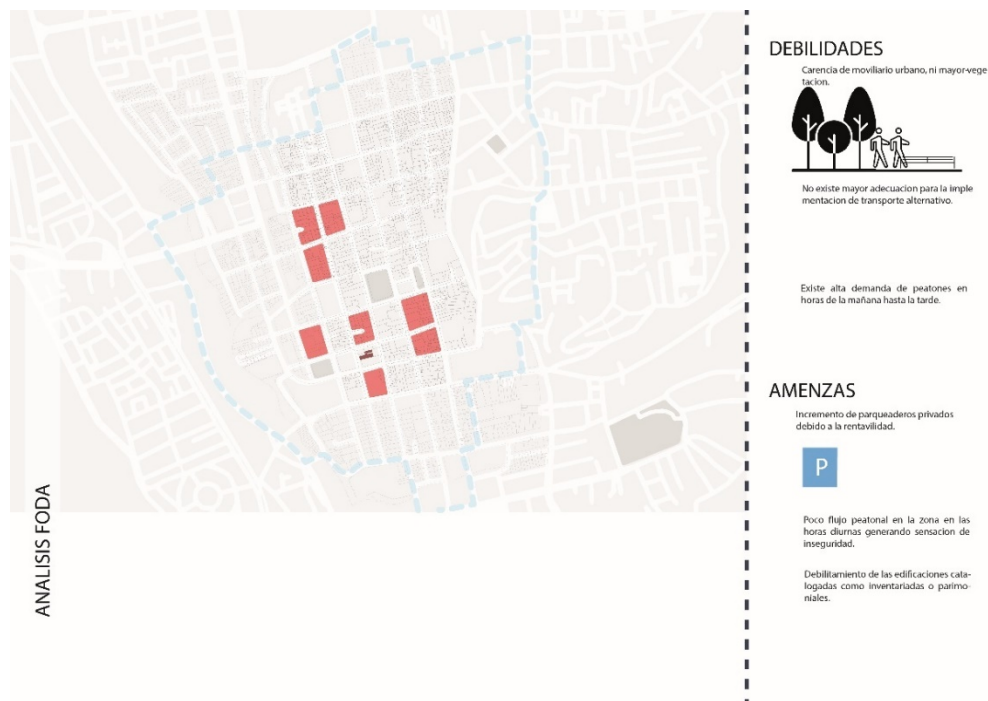 DEBILIDADES
Carencia de moviliario urbano, ni mayor vege
tacion.
No existe mayor adecuacion para la imple
mentacion de transporte alternativo.
Existe alta demanda de peatones en
horas de la mañana hasta la tarde.
AMENZAS
Incremento de parqueaderos privados
debido a la rentavilidad.
P
Poco flujo peatonal en la zona en las
horas diurnas generando sensacion de
inseguridad.
Debilitamiento de las edificaciones cata-
logadas como inventariadas o parimo-
niales.
ANALISIS FODA